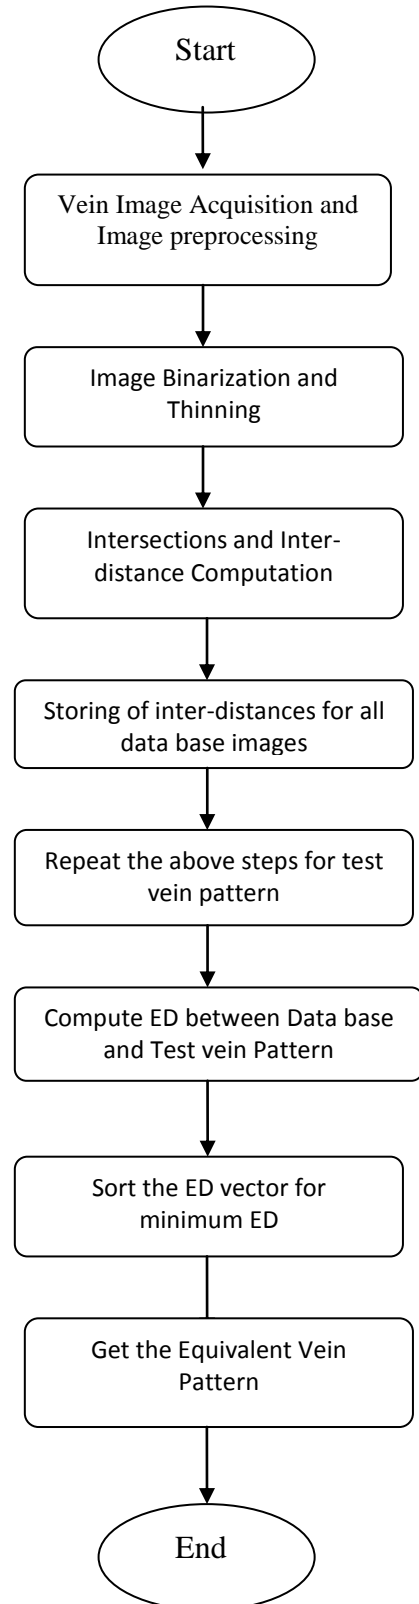 Start
Vein Image Acquisition and
Image preprocessing
Image Binarization and
Thinning
Intersections and Inter-
distance Computation
Storing of inter-distances for all
data base images
Repeat the above steps for test
vein pattern
Compute ED between Data base
and Test vein Pattern
Sort the ED vector for
minimum ED
Get the Equivalent Vein
Pattern
End